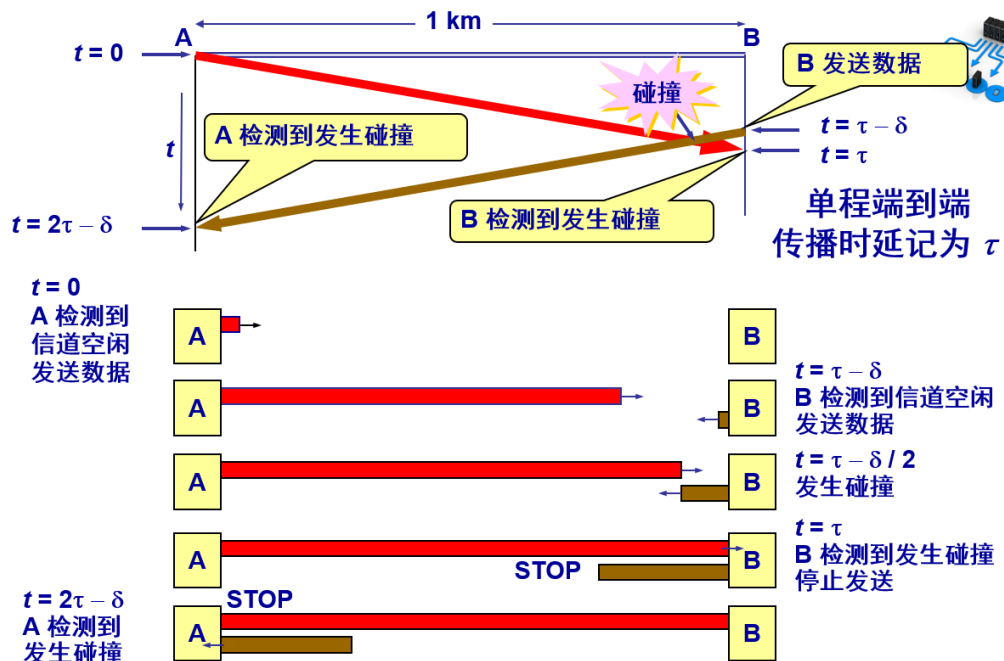 1 km
A
B
t = 0
B 发送数据
碰撞
A 检测到发生碰撞
t = τ – δ
t
t = τ
B 检测到发生碰撞
t = 2τ – δ
单程端到端
传播时延记为 τ
t = 0
A 检测到
信道空闲
发送数据
A
B
t = τ – δ
B 检测到信道空闲
发送数据
A
B
t = τ – δ / 2
发生碰撞
A
B
t = τ
B 检测到发生碰撞
停止发送
A
B
STOP
t = 2τ – δ
A 检测到
发生碰撞
STOP
A
B